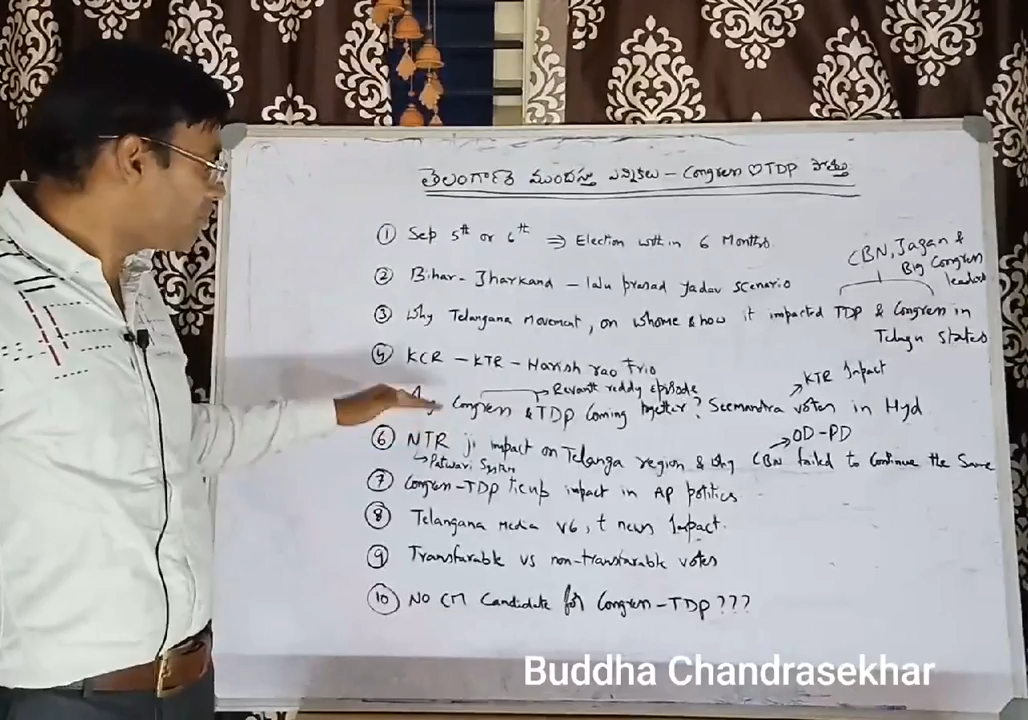 తెలంగాణ ముందస్తు ఎన్నికలు - Congress ♡ TDP పొత్తు
① Sep 5th or 6th ⇒ Election with in 6 Months
CBN, Jagan &
Big Congress
leaders
② Bihar - Jharkand - lalu prasad yadav scenario
③ Why Telangana Movement, on whome & how it impacted TDP & Congress in
Telugu states
④ KCR - KTR - Harish rao Trio
→ KTR Impact
→ Revanth reddy episode
Congress & TDP Coming together? Seemandra voters in Hyd
→ OD-PD
⑥ NTR ji impact on Telanga region & Why CBN failed to Continue the Same
→ Patwari System
⑦ Congress-TDP tieup impact in AP politics
⑧ Telangana Media V6, t news Impact.
⑨ Transfarable vs non-transfarable votes
⑩ NO CM Candidate for Congress-TDP???
Buddha Chandrasekhar